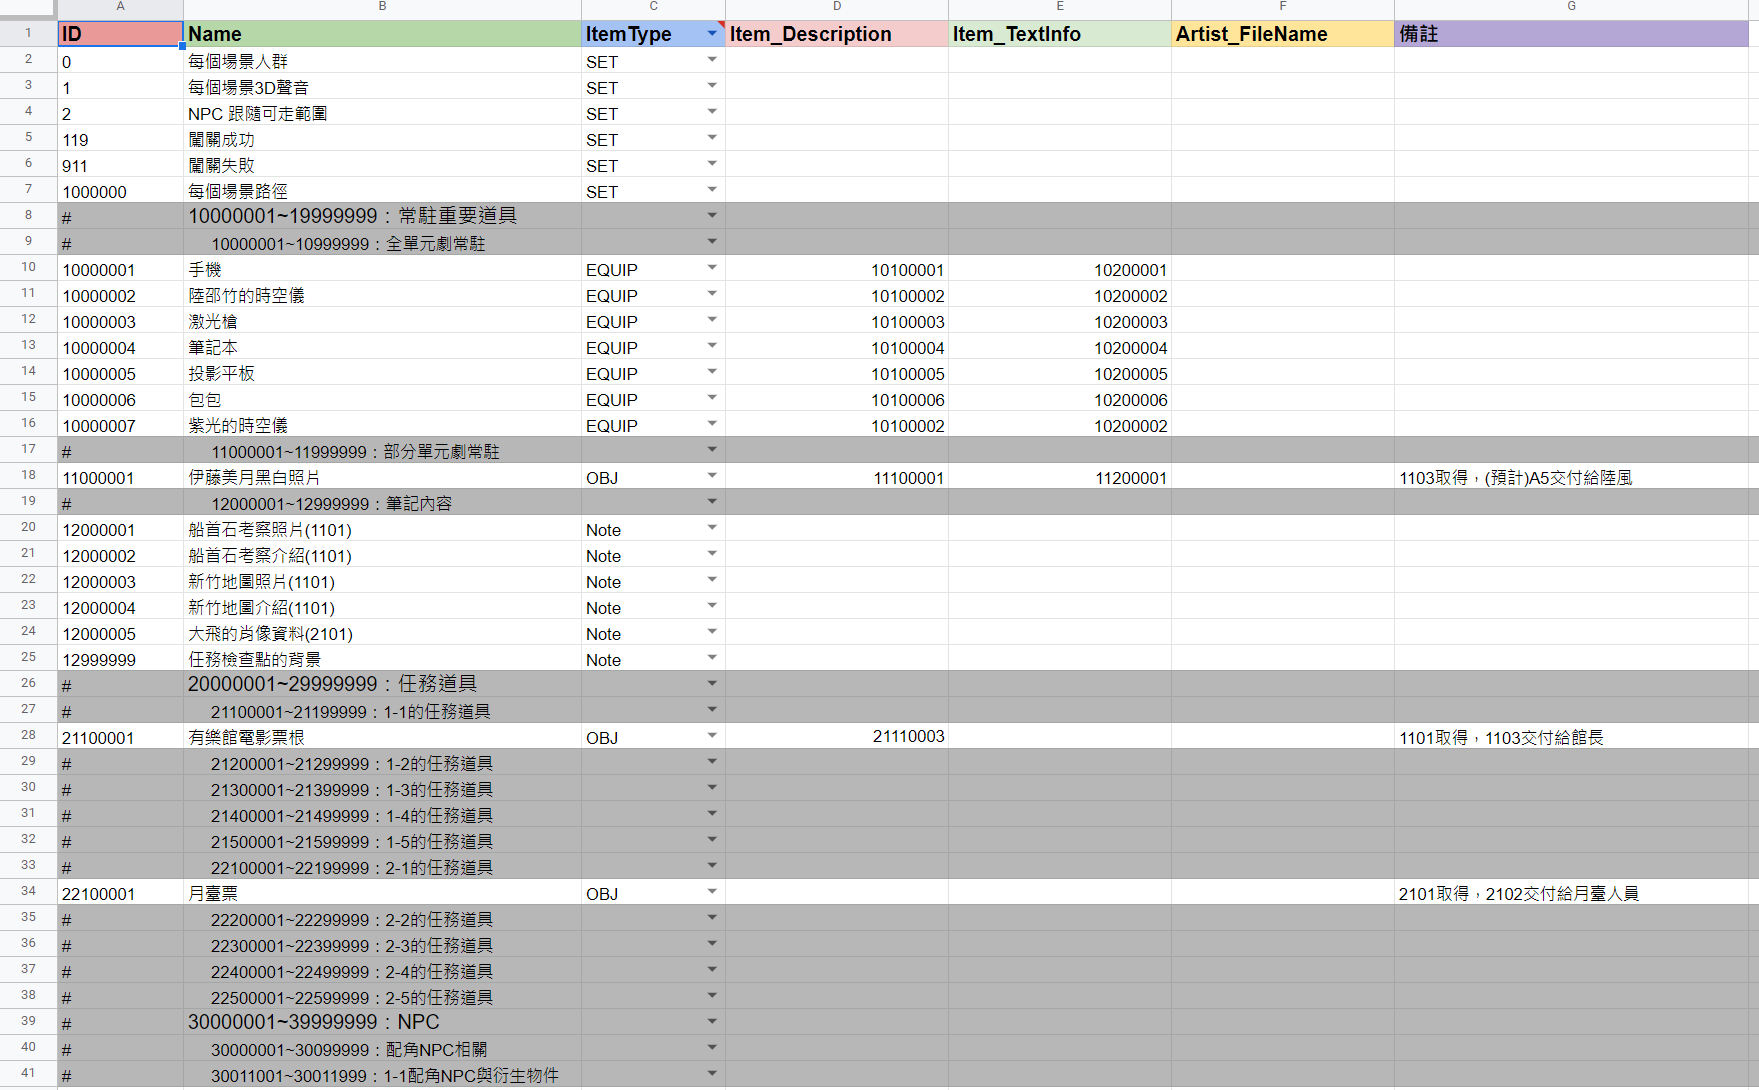 A B C D E F G
1 ID Name ItemType Item_Description Item_TextInfo Artist_FileName 備註
2 0 每個場景人群 SET
3 1 每個場景3D聲音 SET
4 2 NPC 跟隨可走範圍 SET
5 119 闖關成功 SET
6 911 闖關失敗 SET
7 1000000 每個場景路徑 SET
8 # 10000001~19999999：常駐重要道具
9 # 10000001~10999999：全單元劇常駐
10 10000001 手機 EQUIP 10100001 10200001
11 10000002 陸邵竹的時空儀 EQUIP 10100002 10200002
12 10000003 激光槍 EQUIP 10100003 10200003
13 10000004 筆記本 EQUIP 10100004 10200004
14 10000005 投影平板 EQUIP 10100005 10200005
15 10000006 包包 EQUIP 10100006 10200006
16 10000007 紫光的時空儀 EQUIP 10100002 10200002
17 # 11000001~11999999：部分單元劇常駐
18 11000001 伊藤美月黑白照片 OBJ 11100001 11200001 1103取得，(預計)A5交付給陸風
19 # 12000001~12999999：筆記內容
20 12000001 船首石考察照片(1101) Note
21 12000002 船首石考察介紹(1101) Note
22 12000003 新竹地圖照片(1101) Note
23 12000004 新竹地圖介紹(1101) Note
24 12000005 大飛的肖像資料(2101) Note
25 12999999 任務檢查點的背景 Note
26 # 20000001~29999999：任務道具
27 # 21100001~21199999：1-1的任務道具
28 21100001 有樂館電影票根 OBJ 21110003 1101取得，1103交付給館長
29 # 21200001~21299999：1-2的任務道具
30 # 21300001~21399999：1-3的任務道具
31 # 21400001~21499999：1-4的任務道具
32 # 21500001~21599999：1-5的任務道具
33 # 22100001~22199999：2-1的任務道具
34 22100001 月臺票 OBJ 2101取得，2102交付給月臺人員
35 # 22200001~22299999：2-2的任務道具
36 # 22300001~22399999：2-3的任務道具
37 # 22400001~22499999：2-4的任務道具
38 # 22500001~22599999：2-5的任務道具
39 # 30000001~39999999：NPC
40 # 30000001~30099999：配角NPC相關
41 # 30011001~30011999：1-1配角NPC與衍生物件